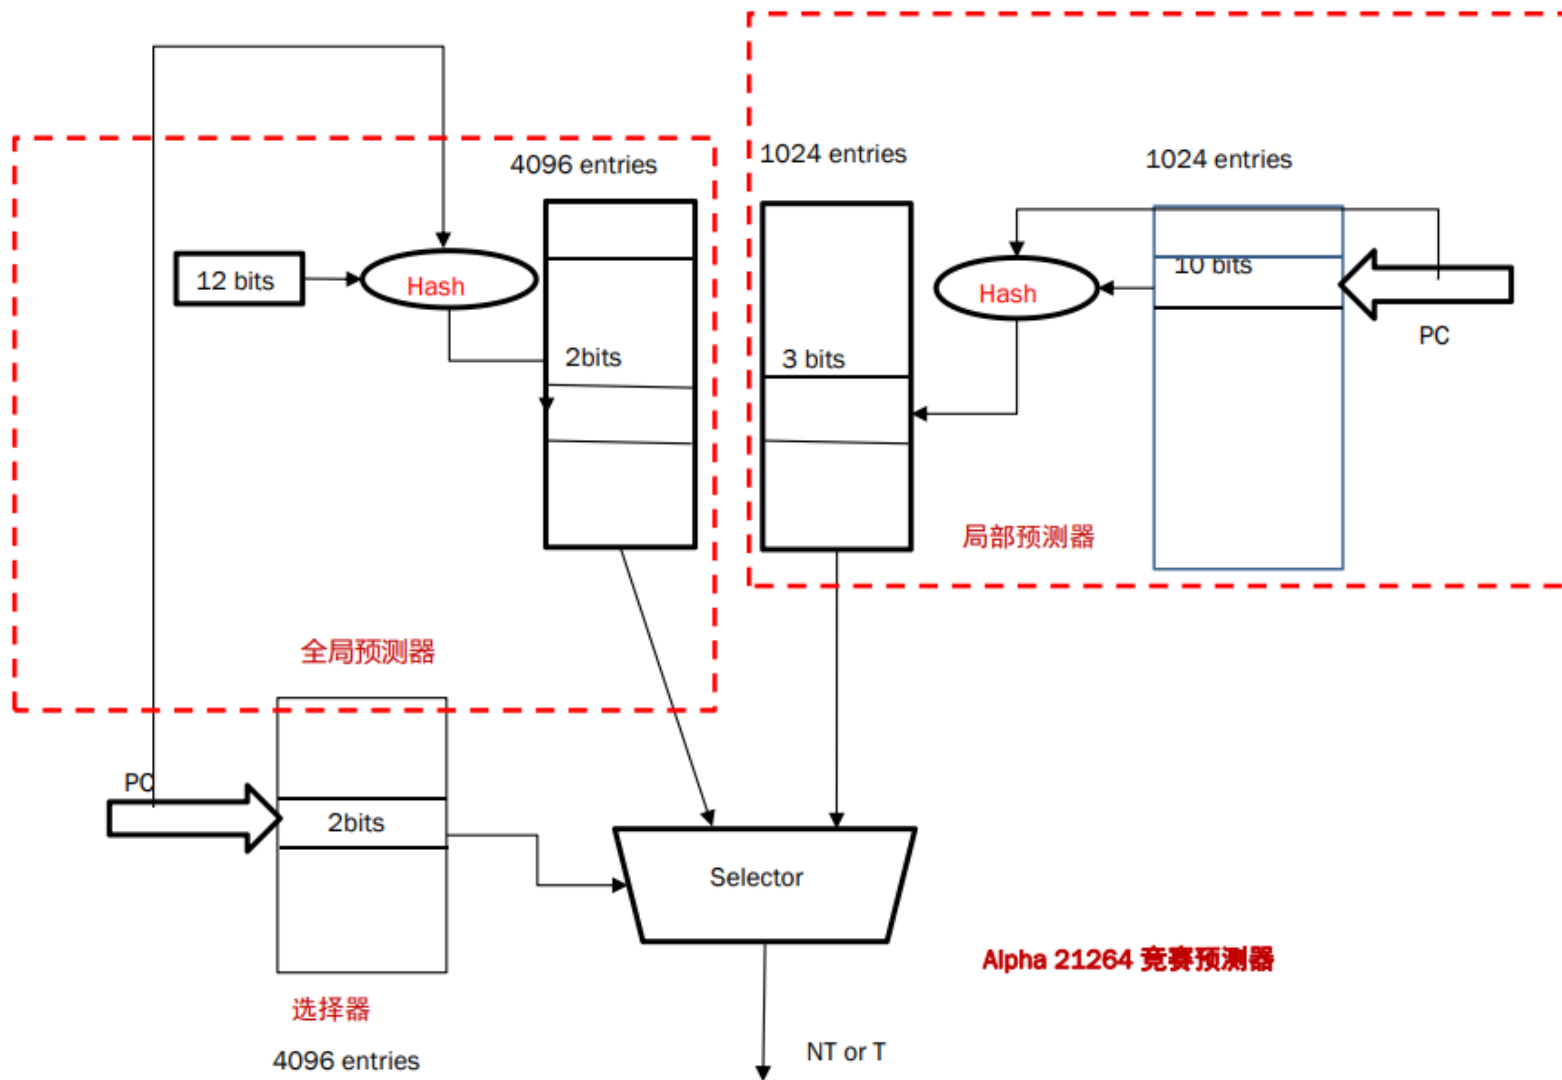 1024 entries
1024 entries
4096 entries
12 bits
Hash
2bits
3 bits
Hash
10 bits
PC
局部预测器
全局预测器
PC
2bits
Selector
Alpha 21264 竞赛预测器
选择器
4096 entries
NT or T